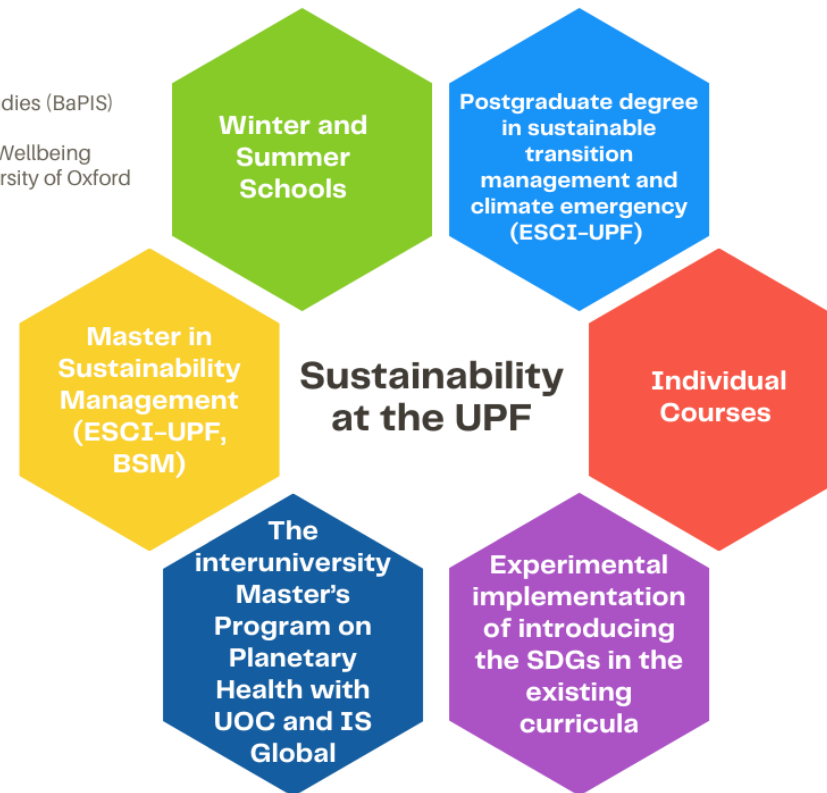 dies (BaPIS)
Wellbeing
rsity of Oxford
Winter and
Summer
Schools
Postgraduate degree
in sustainable
transition
management and
climate emergency
(ESCI-UPF)
Master in
Sustainability
Management
(ESCI-UPF,
BSM)
Sustainability
at the UPF
Individual
Courses
The
interuniversity
Master's
Program on
Planetary
Health with
UOC and IS
Global
Experimental
implementation
of introducing
the SDGs in the
existing
curricula